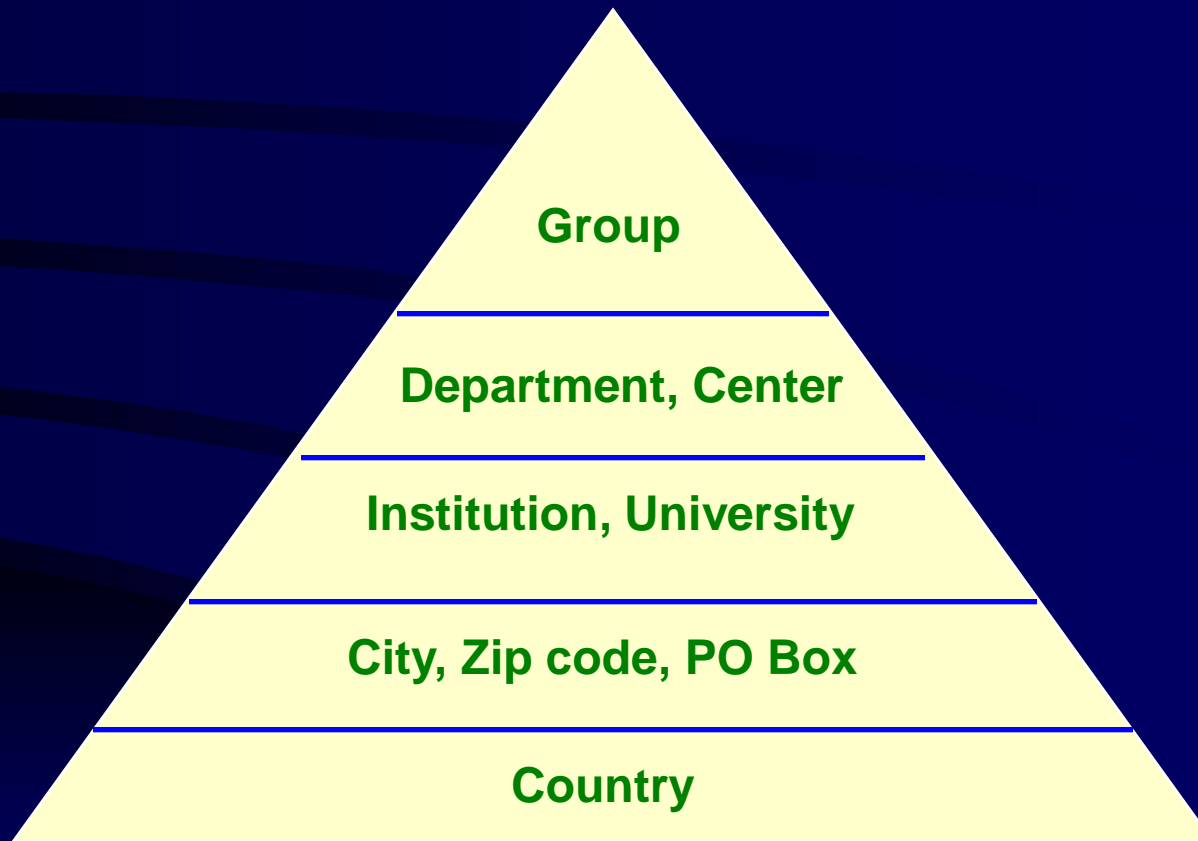 Group
Department, Center
Institution, University
City, Zip code, PO Box
Country